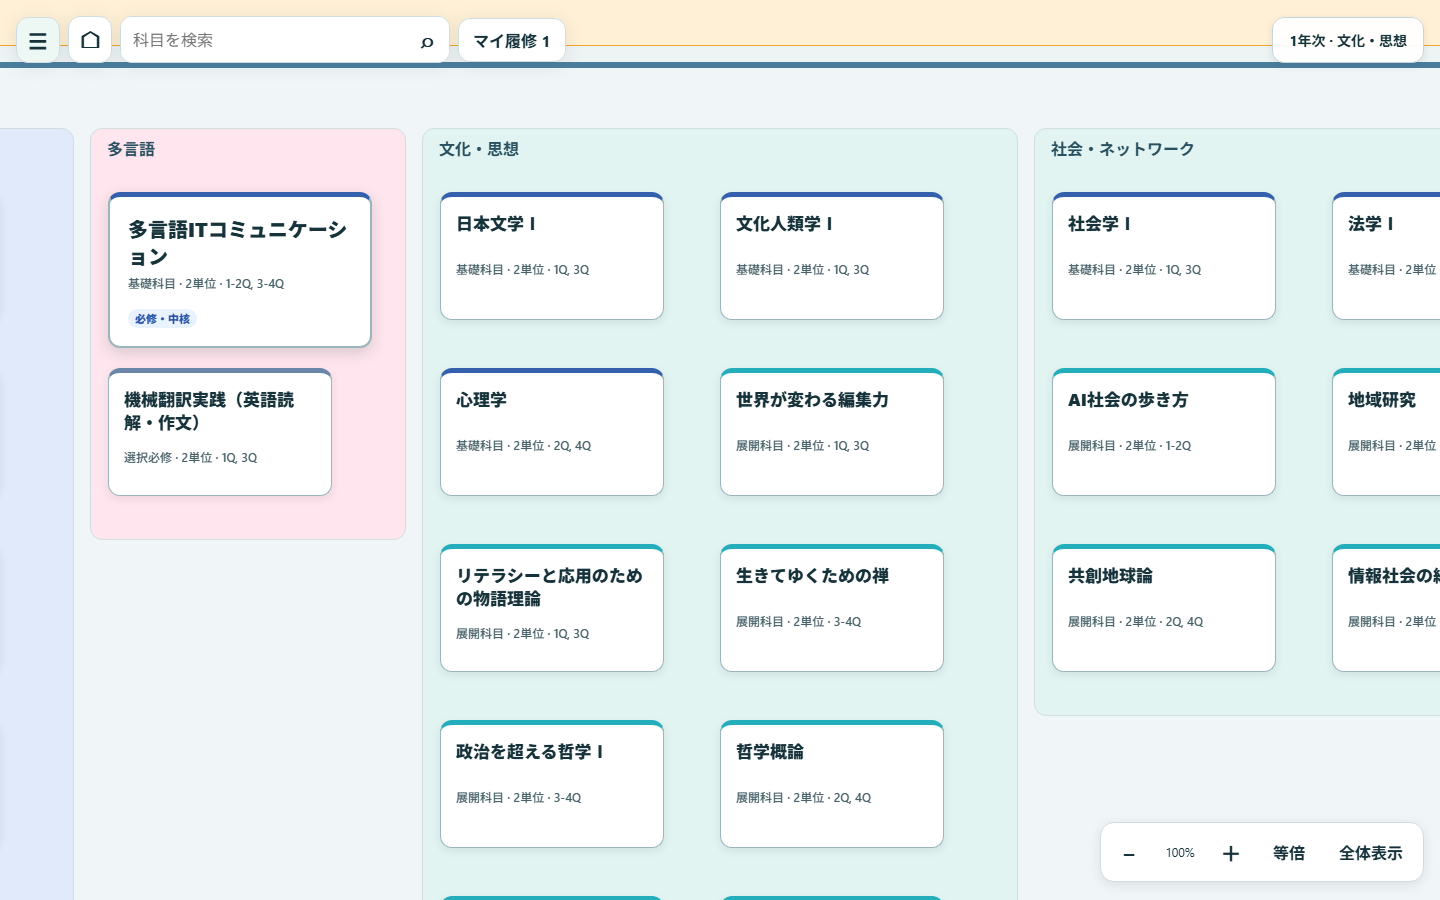 ☰
科目を検索
マイ履修 1
1年次 · 文化・思想
多言語
多言語ITコミュニケーシ
ョン
基礎科目 · 2単位 · 1-2Q, 3-4Q
必修・中核
機械翻訳実践（英語読
解・作文）
選択必修 · 2単位 · 1Q, 3Q
文化・思想
日本文学Ⅰ
基礎科目 · 2単位 · 1Q, 3Q
文化人類学Ⅰ
基礎科目 · 2単位 · 1Q, 3Q
心理学
基礎科目 · 2単位 · 2Q, 4Q
世界が変わる編集力
展開科目 · 2単位 · 1Q, 3Q
リテラシーと応用のため
の物語理論
展開科目 · 2単位 · 1Q, 3Q
生きてゆくための禅
展開科目 · 2単位 · 3-4Q
政治を超える哲学Ⅰ
展開科目 · 2単位 · 3-4Q
哲学概論
展開科目 · 2単位 · 2Q, 4Q
社会・ネットワーク
社会学Ⅰ
基礎科目 · 2単位 · 1Q, 3Q
法学Ⅰ
基礎科目 · 2単位
AI社会の歩き方
展開科目 · 2単位 · 1-2Q
地域研究
展開科目 · 2単位
共創地球論
展開科目 · 2単位 · 2Q, 4Q
情報社会の
展開科目 · 2単位
− 100% + 等倍 全体表示